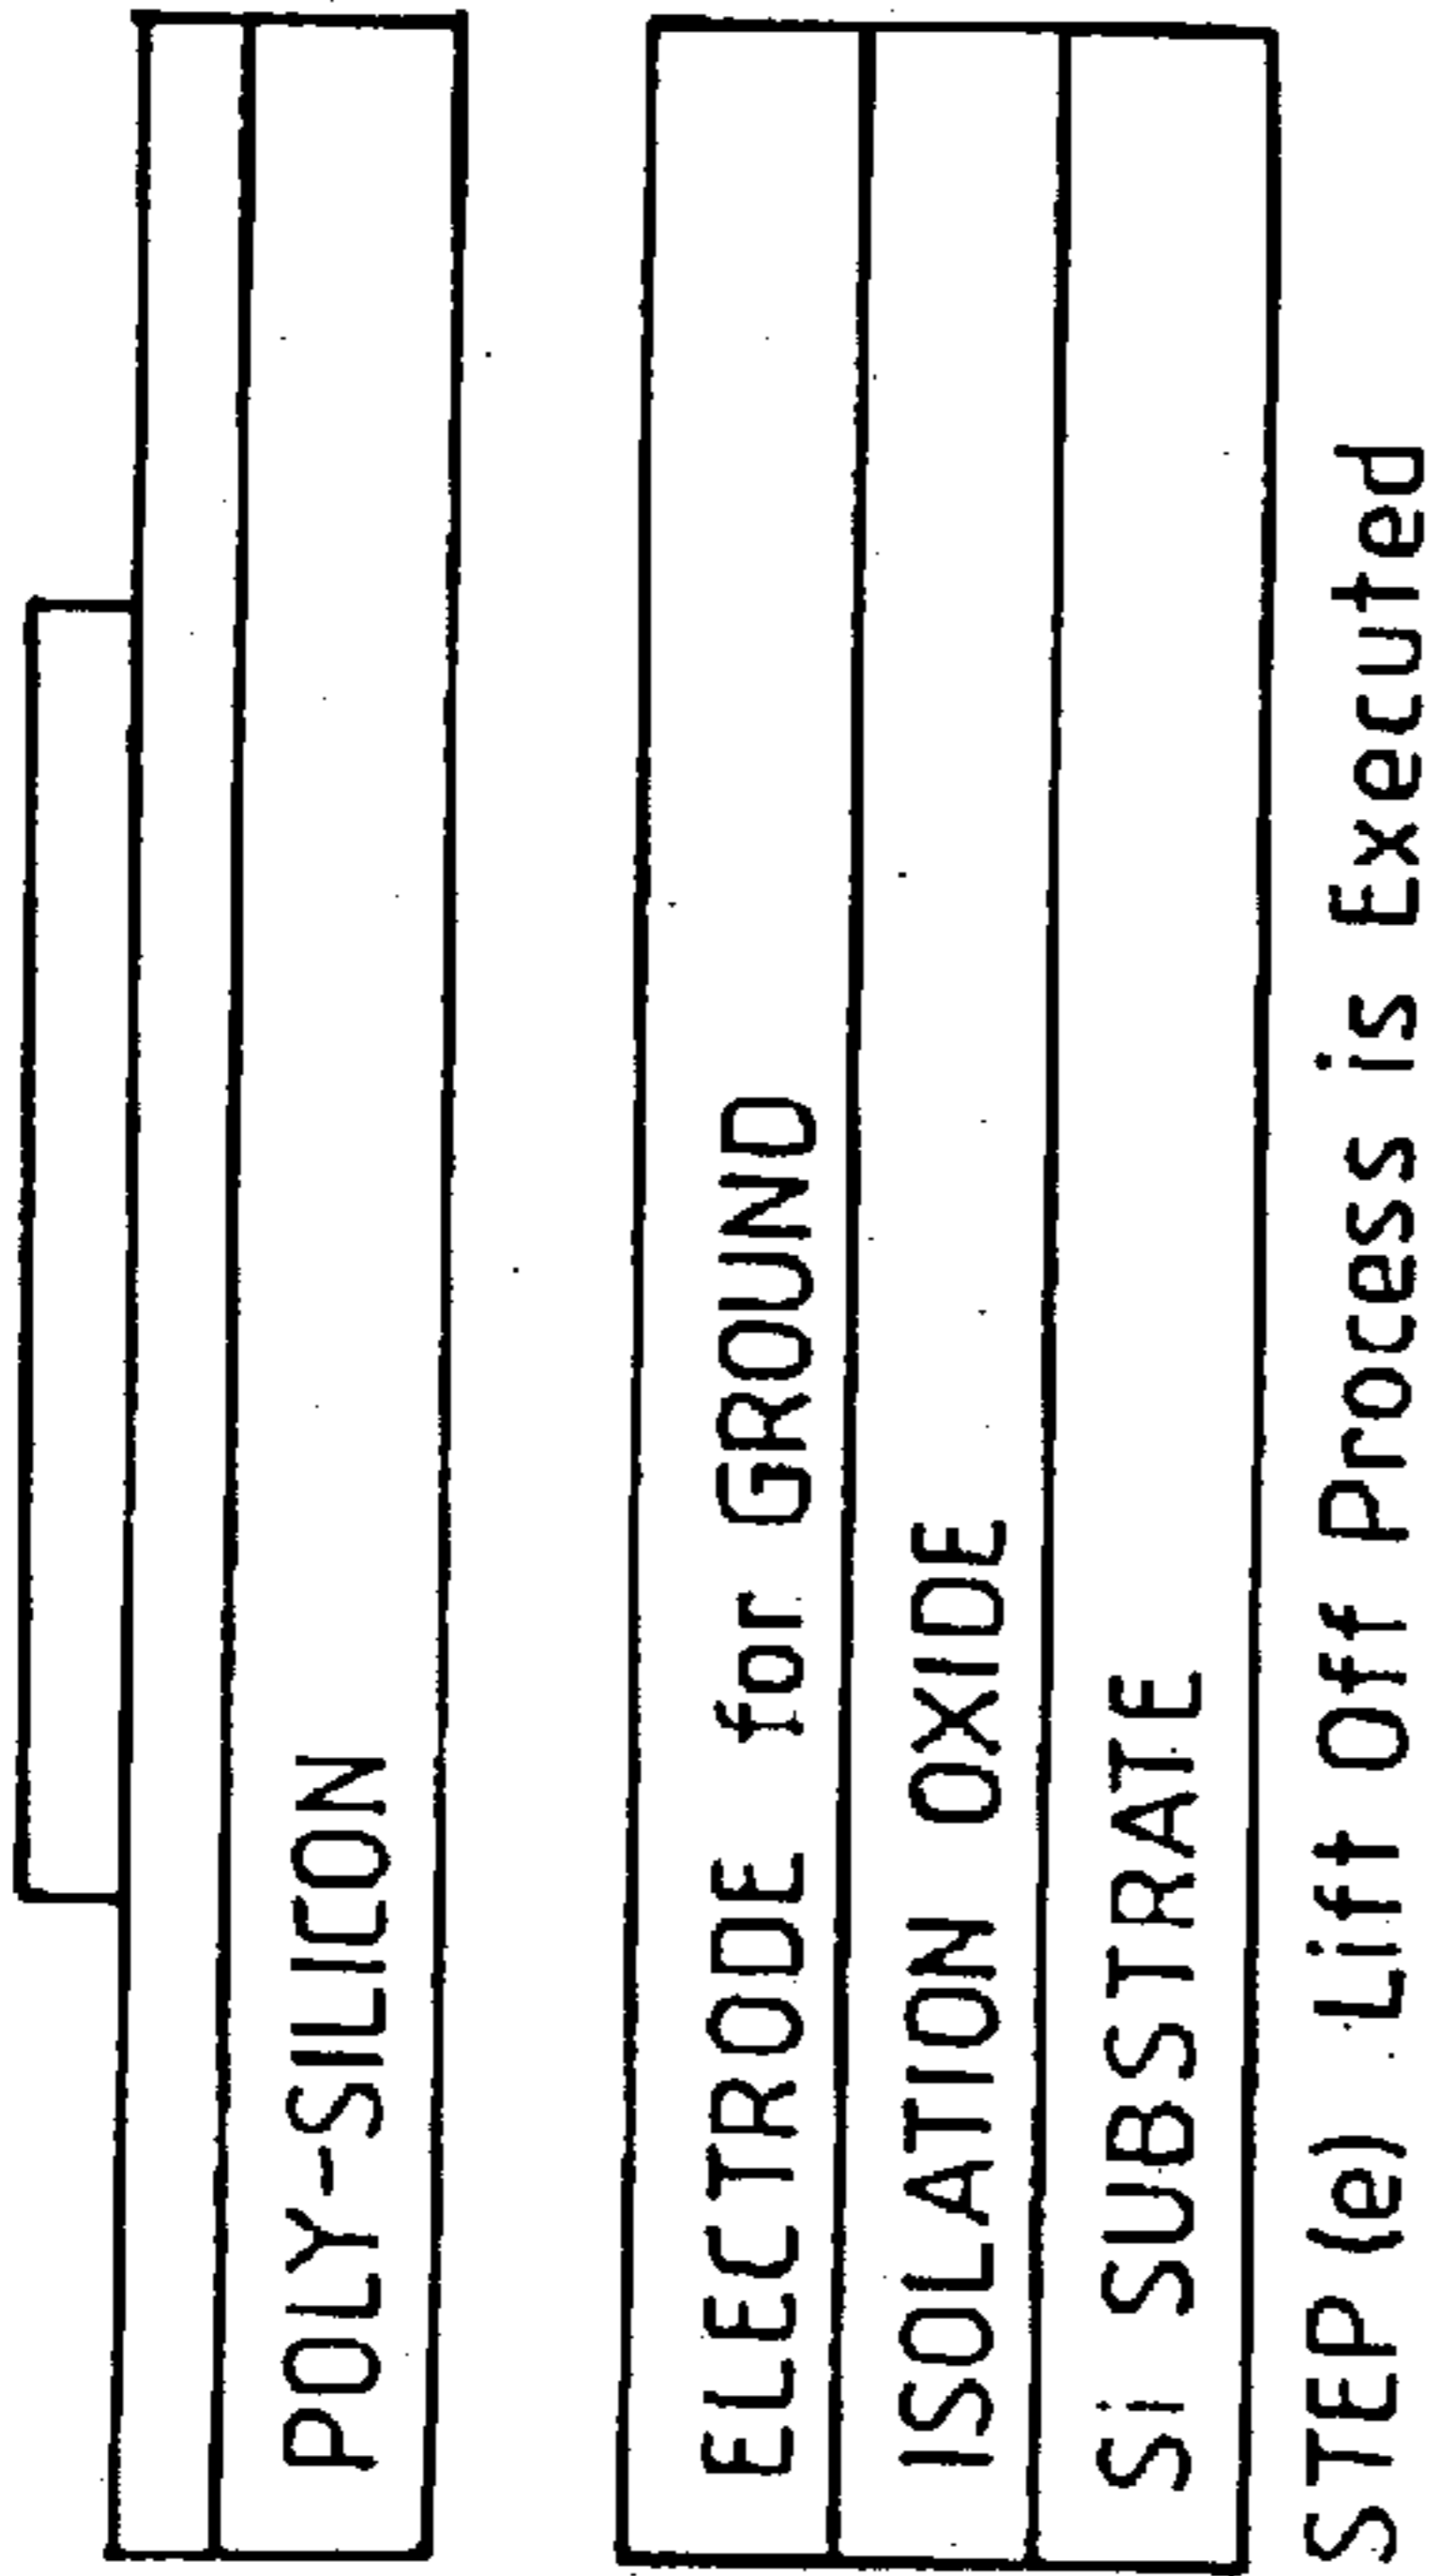 POLY-SILICON
ELECTRODE for GROUND
ISOLATION OXIDE
Si SUBSTRATE
STEP (e) Lift Off Process is Executed